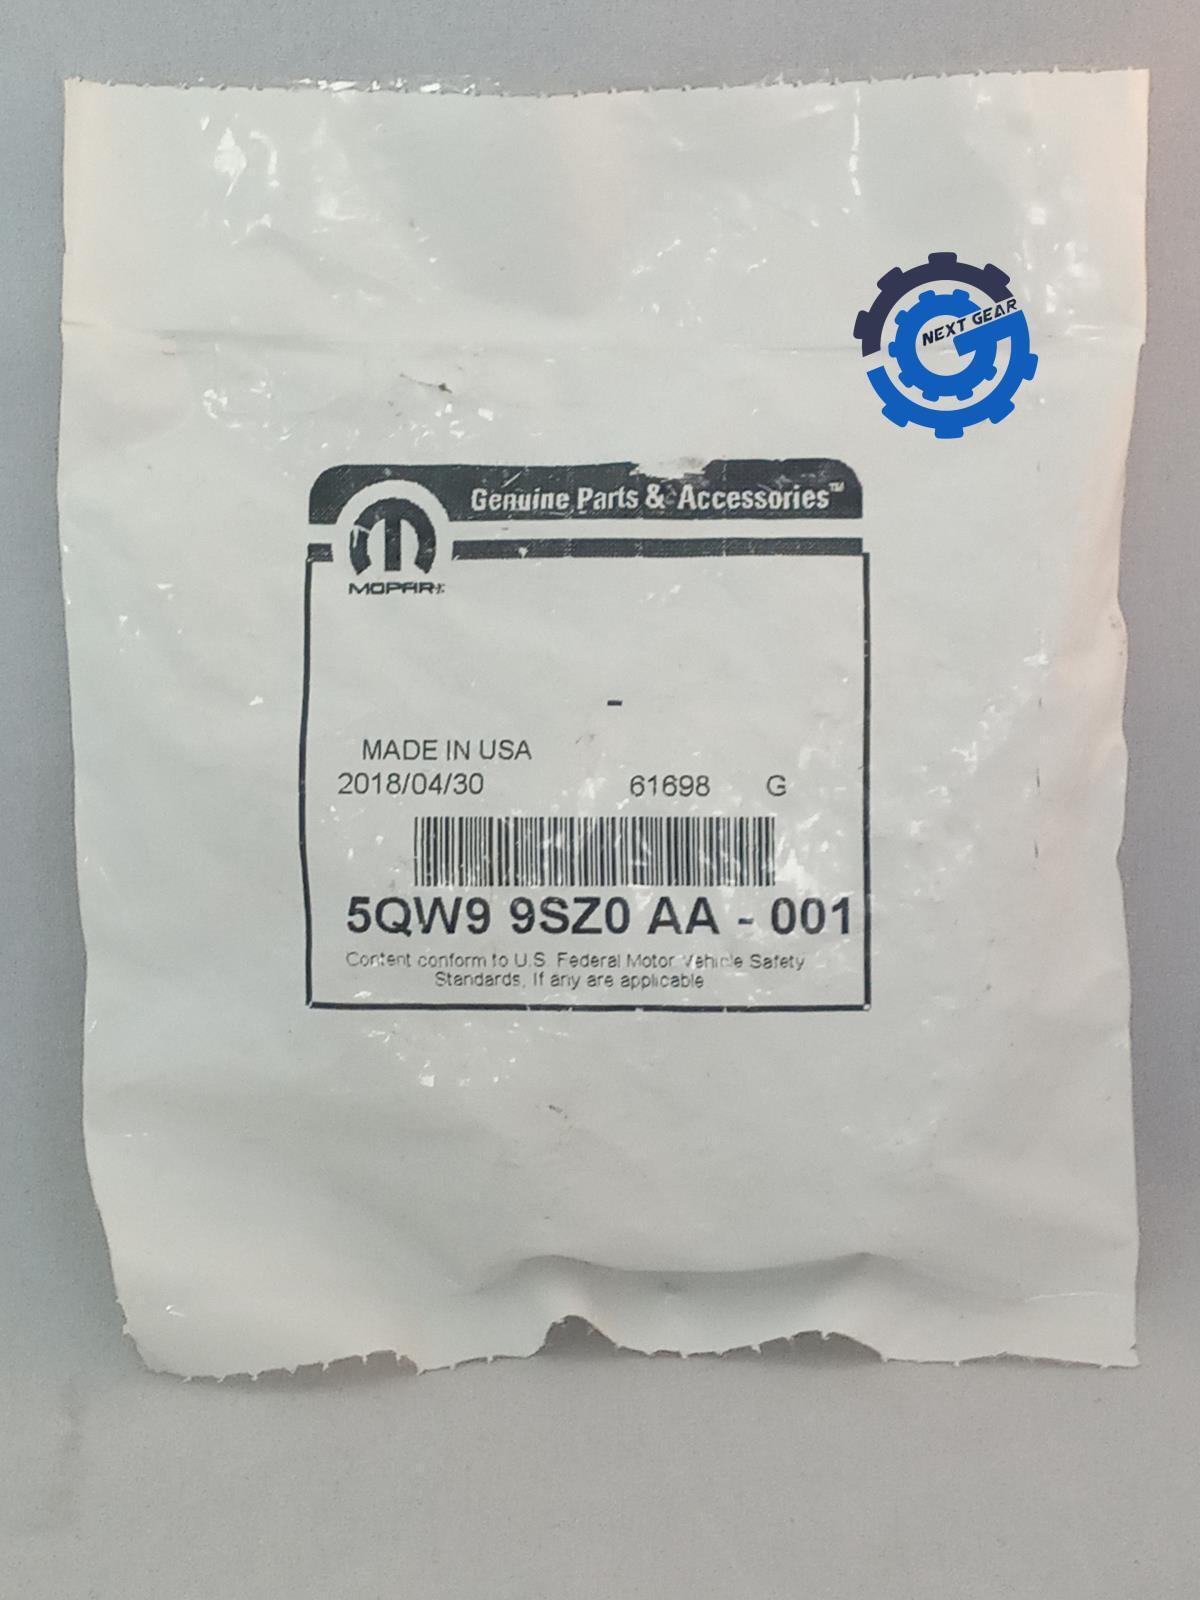 NEXT GEAR
Genuine Parts & Accessories™
MOPAR
-
MADE IN USA
2018/04/30 61698 G
5QW9 9SZ0 AA - 001
Content conform to U.S. Federal Motor Vehicle Safety
Standards, If any are applicable